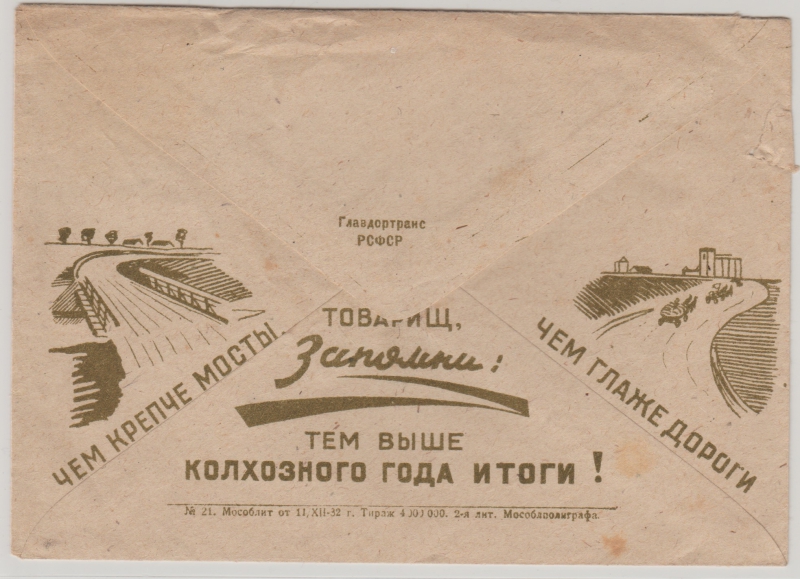 Главдортранс
РСФСР
ТОВАРИЩ,
Запомни:
ЧЕМ КРЕПЧЕ МОСТЫ,
ЧЕМ ГЛАЖЕ ДОРОГИ
ТЕМ ВЫШЕ
КОЛХОЗНОГО ГОДА ИТОГИ!
№ 21. Мособлит от 11/XII-32 г. Тираж 4 000 000. 2-я лит. Мособлполиграфа.